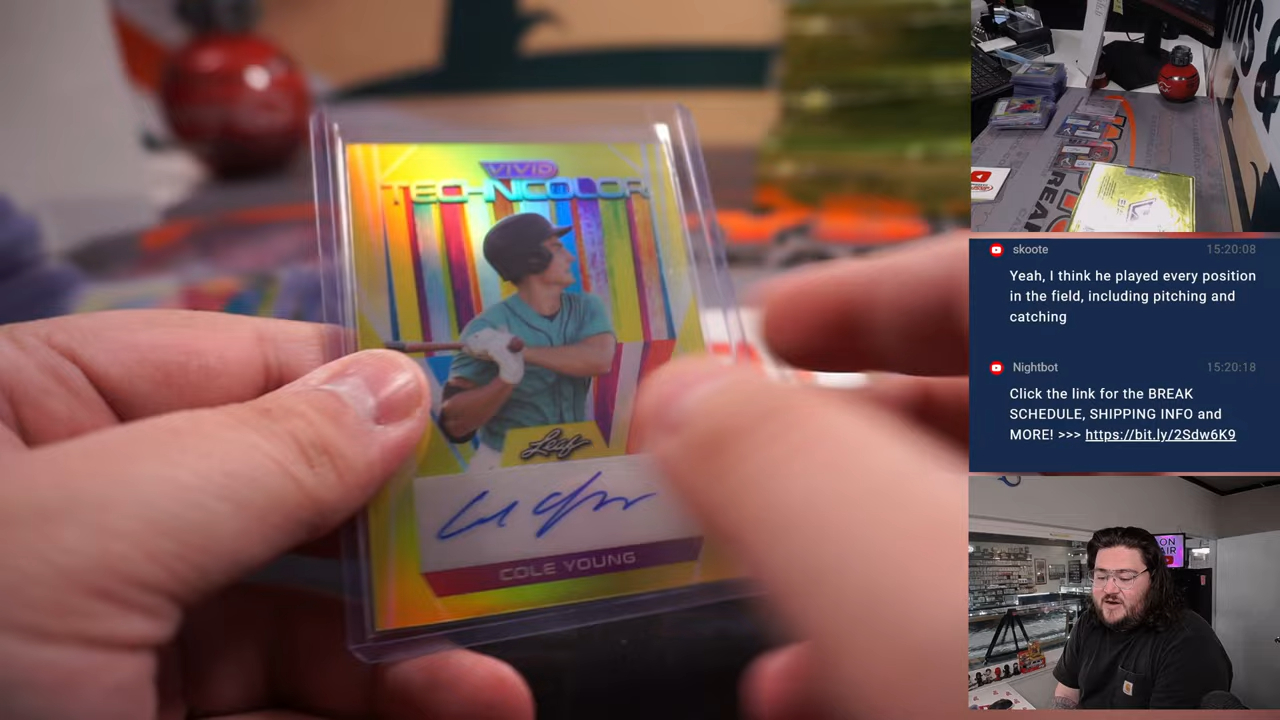 VIVID
TECHNICOLOR
Leaf
COLE YOUNG
skoote 15:20:08
Yeah, I think he played every position
in the field, including pitching and
catching
Nightbot 15:20:18
Click the link for the BREAK
SCHEDULE, SHIPPING INFO and
MORE! >>> https://bit.ly/2Sdw6K9
ON
AIR